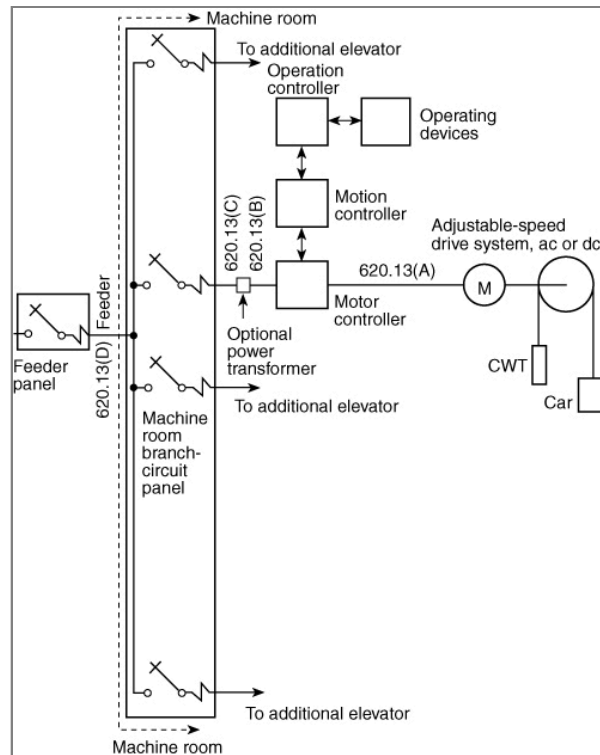 Machine room
To additional elevator
Operation
controller
Operating
devices
Motion
controller
620.13(C)
620.13(B)
Adjustable-speed
drive system, ac or dc
620.13(A)
M
Motor
controller
Optional
power
transformer
Feeder
620.13(D)
Feeder
panel
CWT
Car
To additional elevator
Machine
room
branch-
circuit
panel
To additional elevator
Machine room